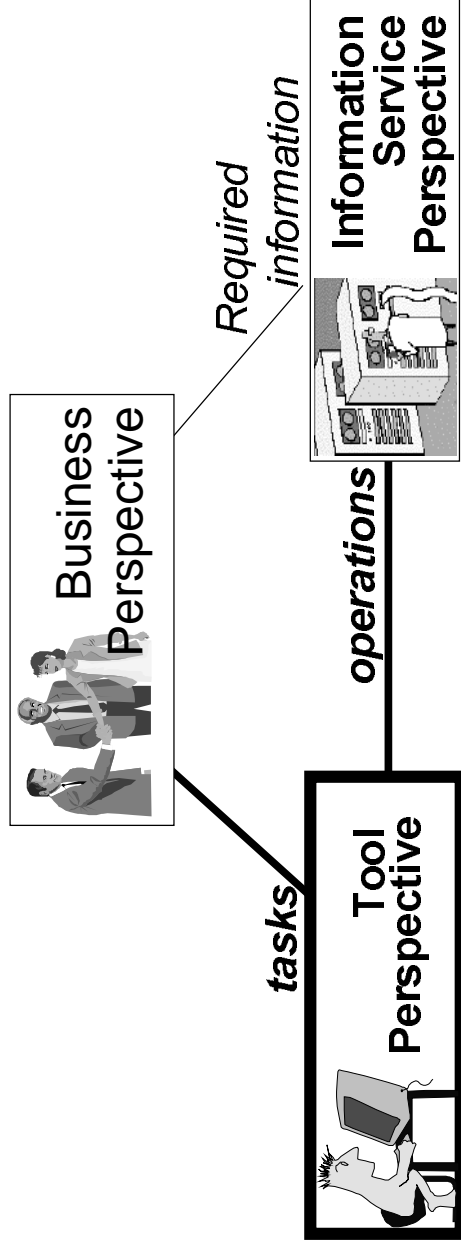 Business
Perspective
Required
information
tasks
operations
Tool
Perspective
Information
Service
Perspective